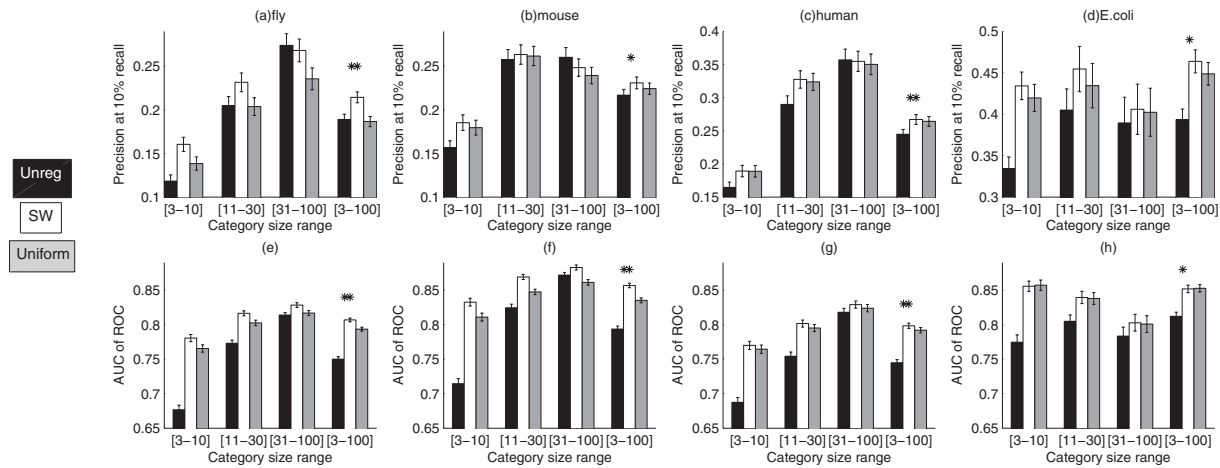 (a)fly
(b)mouse
(c)human
(d)E.coli
Precision at 10% recall
0.25
0.2
0.15
0.1
**
[3−10] [11−30] [31−100] [3−100]
Category size range
Precision at 10% recall
0.25
0.2
0.15
0.1
*
[3−10] [11−30] [31−100] [3−100]
Category size range
Precision at 10% recall
0.4
0.35
0.3
0.25
0.2
0.15
**
[3−10] [11−30] [31−100] [3−100]
Category size range
Precision at 10% recall
0.5
0.45
0.4
0.35
0.3
*
[3−10] [11−30] [31−100] [3−100]
Category size range
Unreg
SW
Uniform
(e)
(f)
(g)
(h)
AUC of ROC
0.85
0.8
0.75
0.7
0.65
**
[3−10] [11−30] [31−100] [3−100]
Category size range
AUC of ROC
0.85
0.8
0.75
0.7
0.65
**
[3−10] [11−30] [31−100] [3−100]
Category size range
AUC of ROC
0.85
0.8
0.75
0.7
0.65
**
[3−10] [11−30] [31−100] [3−100]
Category size range
AUC of ROC
0.85
0.8
0.75
0.7
0.65
*
[3−10] [11−30] [31−100] [3−100]
Category size range